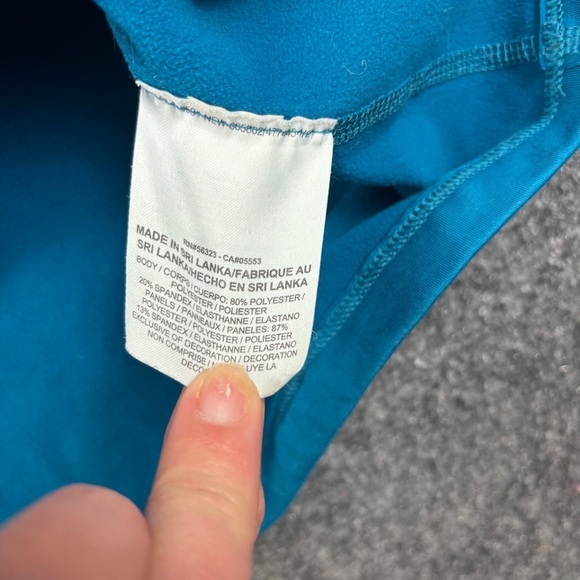 RN#56323 - CA#05553
MADE IN SRI LANKA/FABRIQUE AU
SRI LANKA/HECHO EN SRI LANKA
BODY / CORPS / CUERPO: 80% POLYESTER /
POLYESTER / POLIESTER
20% SPANDEX/ELASTHANNE / ELASTANO
PANELS / PANNEAUX / PANELES: 87%
POLYESTER / POLYESTER / POLIESTER
13% SPANDEX / ELASTHANNE / ELASTANO
EXCLUSIVE OF DECORATION / DECORATION
NON COMPRISE / LUYE LA